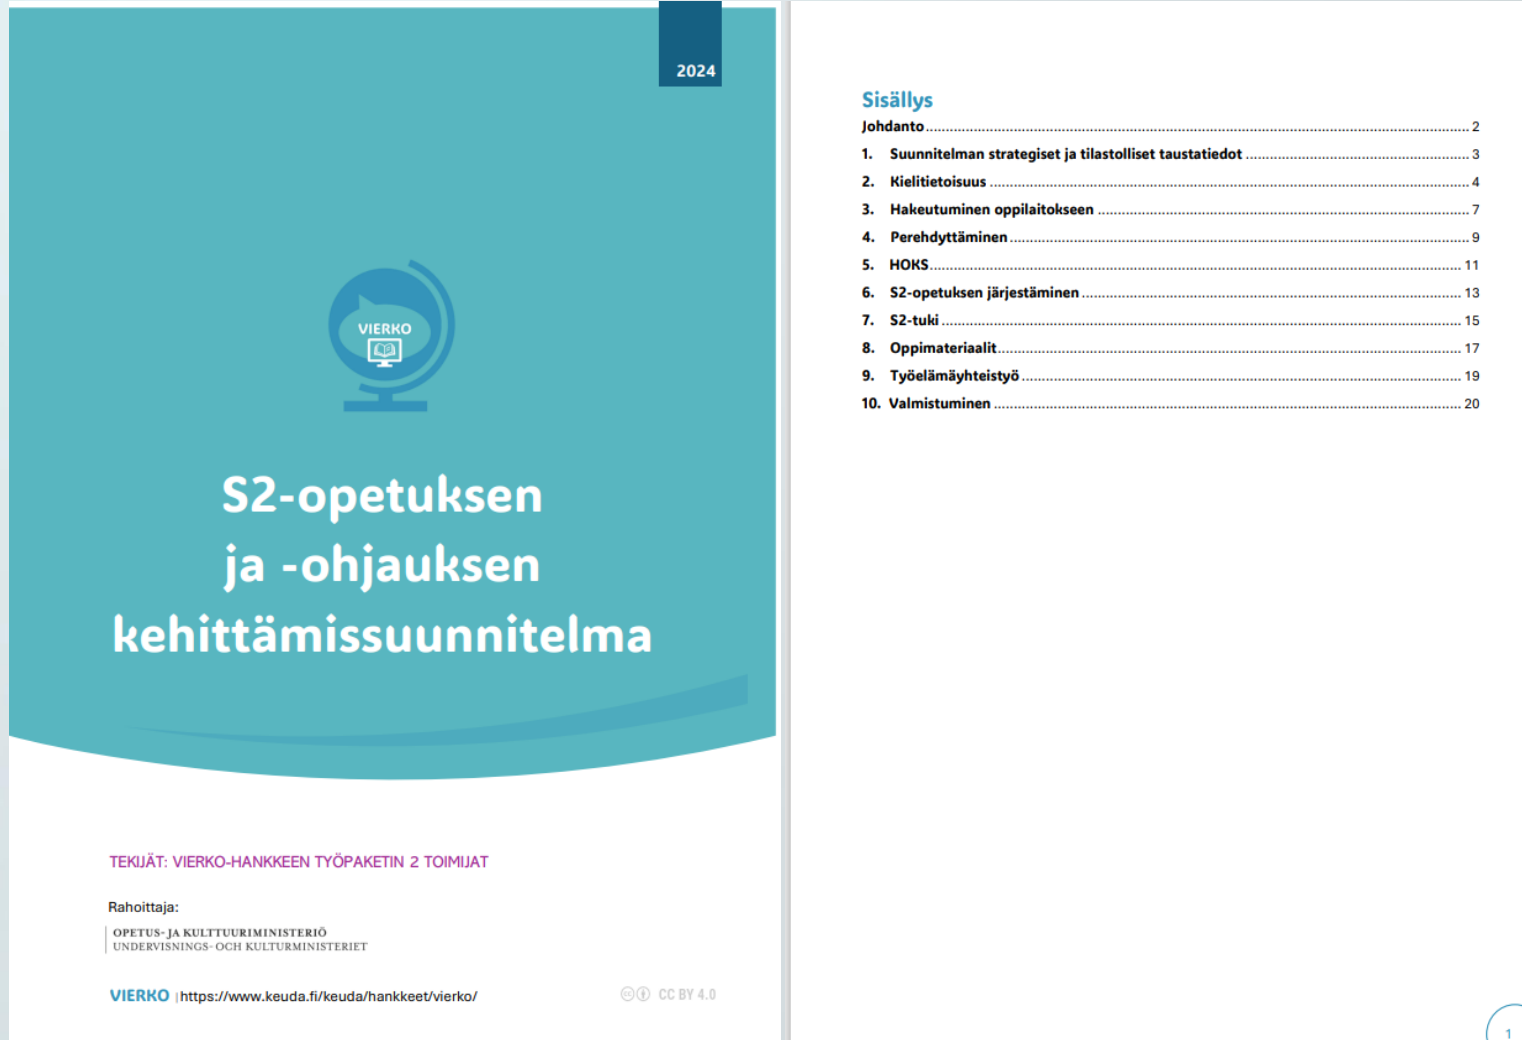 2024
VIERKO
S2-opetuksen
ja -ohjauksen
kehittämissuunnitelma
TEKIJÄT: VIERKO-HANKKEEN TYÖPAKETIN 2 TOIMIJAT
Rahoittaja:
OPETUS- JA KULTTUURIMINISTERIÖ
UNDERVISNINGS- OCH KULTURMINISTERIET
VIERKO | https://www.keuda.fi/keuda/hankkeet/vierko/
CC BY 4.0
Sisällys
Johdanto 2
1. Suunnitelman strategiset ja tilastolliset taustatiedot 3
2. Kielitietoisuus 4
3. Hakeutuminen oppilaitokseen 7
4. Perehdyttäminen 9
5. HOKS 11
6. S2-opetuksen järjestäminen 13
7. S2-tuki 15
8. Oppimateriaalit 17
9. Työelämäyhteistyö 19
10. Valmistuminen 20
1